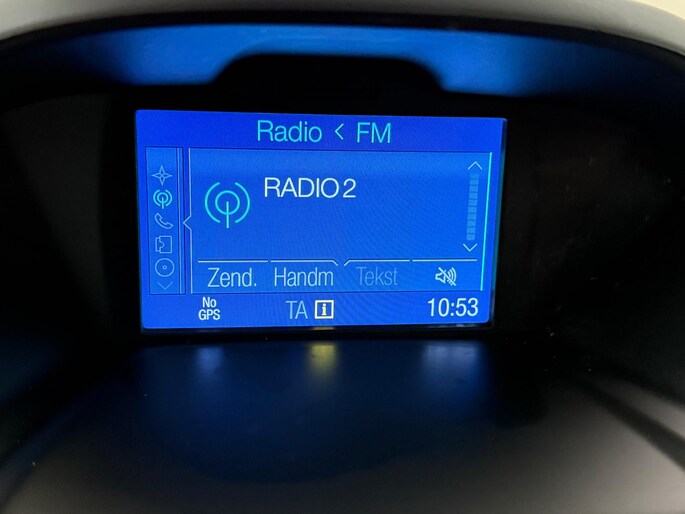 Radio < FM
RADIO 2
Zend. Handm Tekst
No GPS TA i 10:53